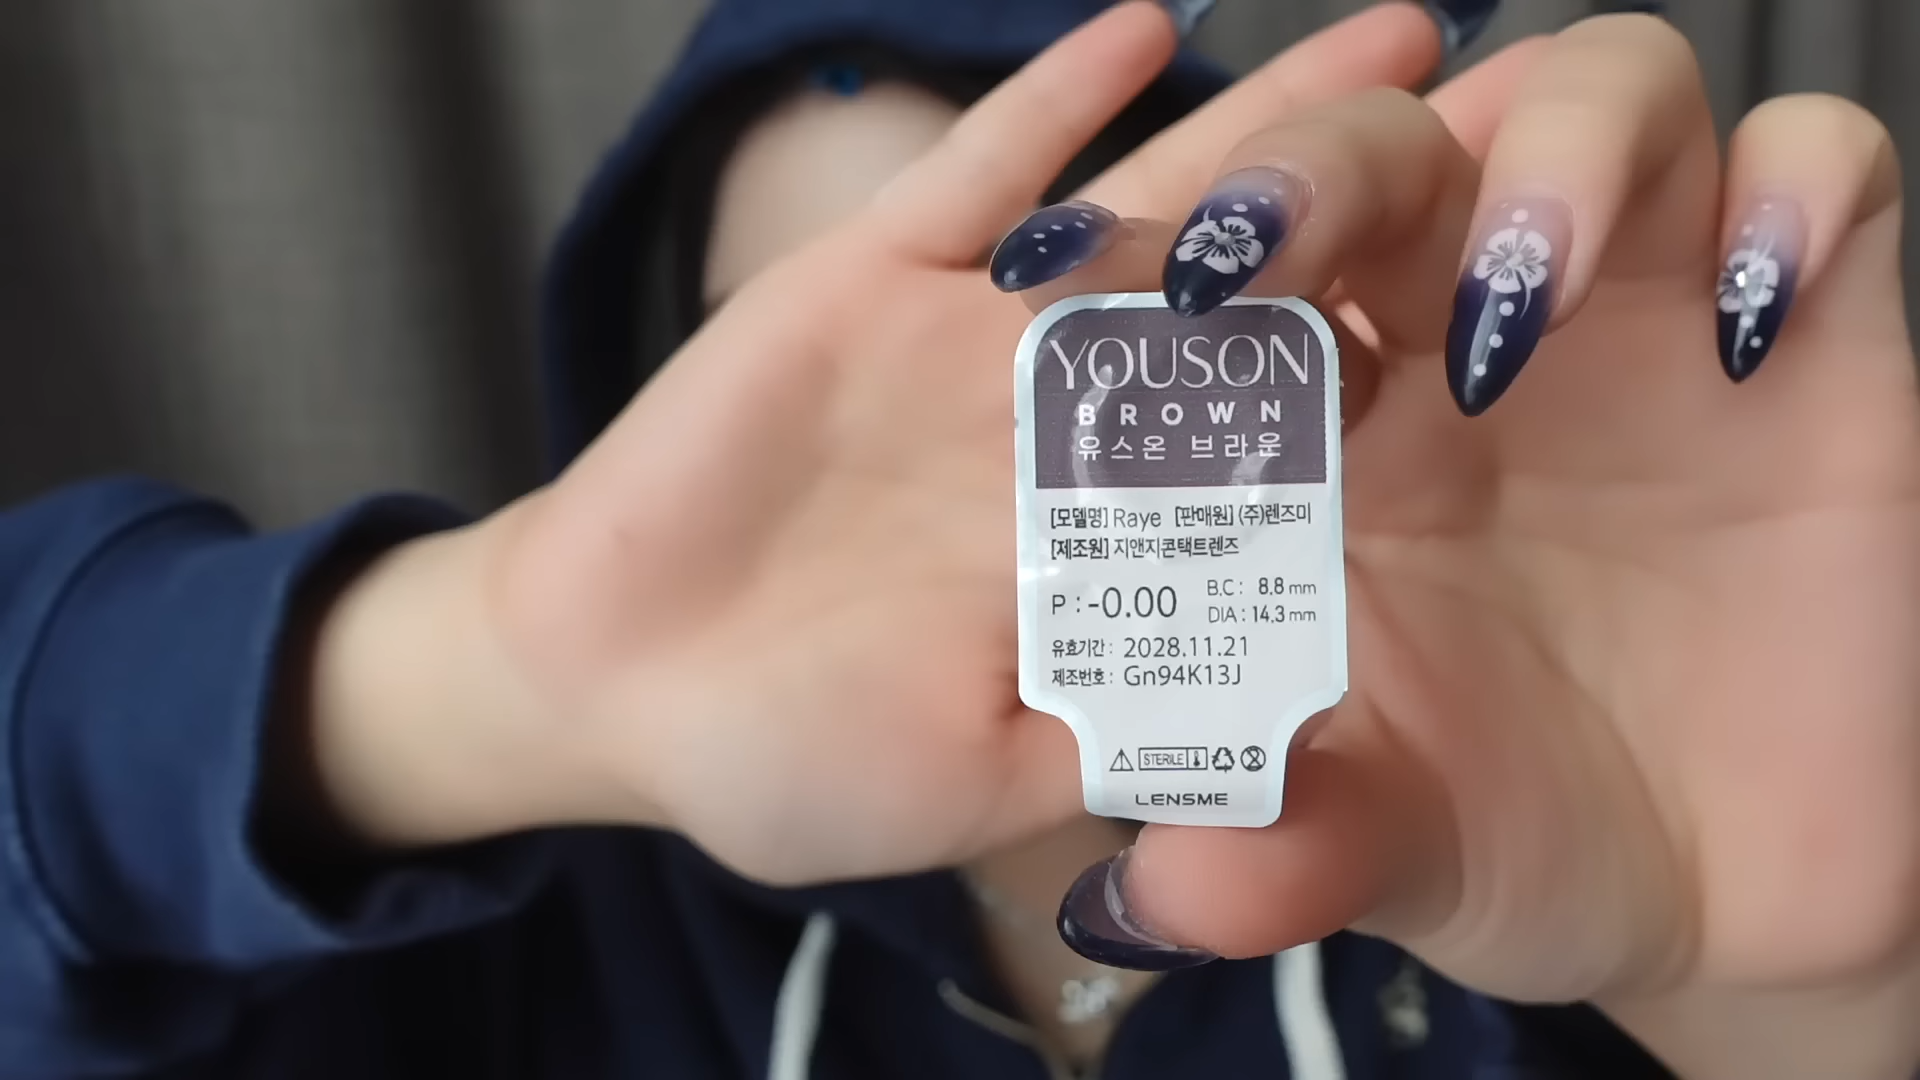 YOUSON
BROWN
유스온 브라운
[모델명] Raye [판매원] (주)렌즈미
[제조원] 지앤지콘택트렌즈
P : -0.00
B.C : 8.8 mm
DIA : 14.3 mm
유효기간 : 2028.11.21
제조번호 : Gn94K13J
STERILE
LENSME